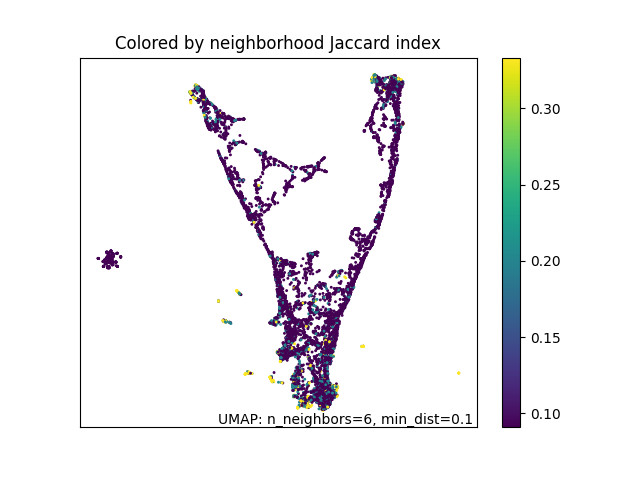 Colored by neighborhood Jaccard index
0.30
0.25
0.20
0.15
0.10
UMAP: n_neighbors=6, min_dist=0.1